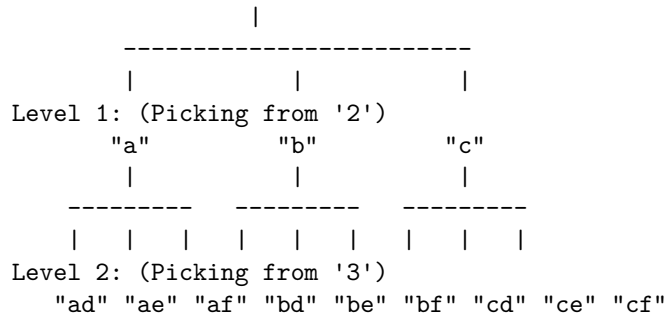 |
-------------------------
| | |
Level 1: (Picking from '2')
"a" "b" "c"
| | |
--------- --------- ---------
| | | | | | | | |
Level 2: (Picking from '3')
"ad" "ae" "af" "bd" "be" "bf" "cd" "ce" "cf"